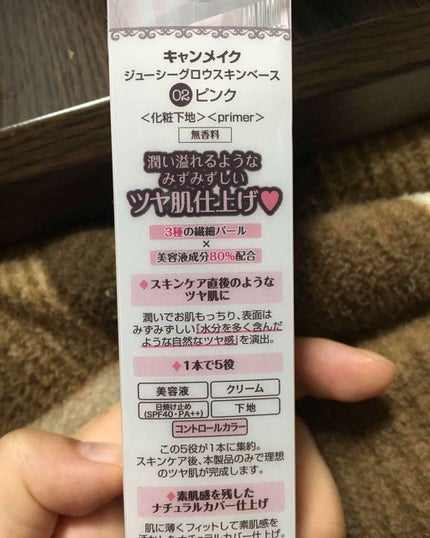 キャンメイク
ジューシーグロウスキンベース
02 ピンク
<化粧下地><primer>
無香料
潤い溢れるような
みずみずしい
ツヤ肌仕上げ♥
3種の繊細パール
×
美容液成分80%配合
♦スキンケア直後のような
ツヤ肌に
潤いでお肌もっちり、表面は
みずみずしい「水分を多く含んだ
ような自然なツヤ感」を演出。
♦1本で5役
美容液 クリーム
日焼け止め 下地
(SPF40・PA++)
コントロールカラー
この5役が1本に集約。
スキンケア後、本製品のみで理想
のツヤ肌が完成します。
♦素肌感を残した
ナチュラルカバー仕上げ
肌に薄くフィットして素肌感を